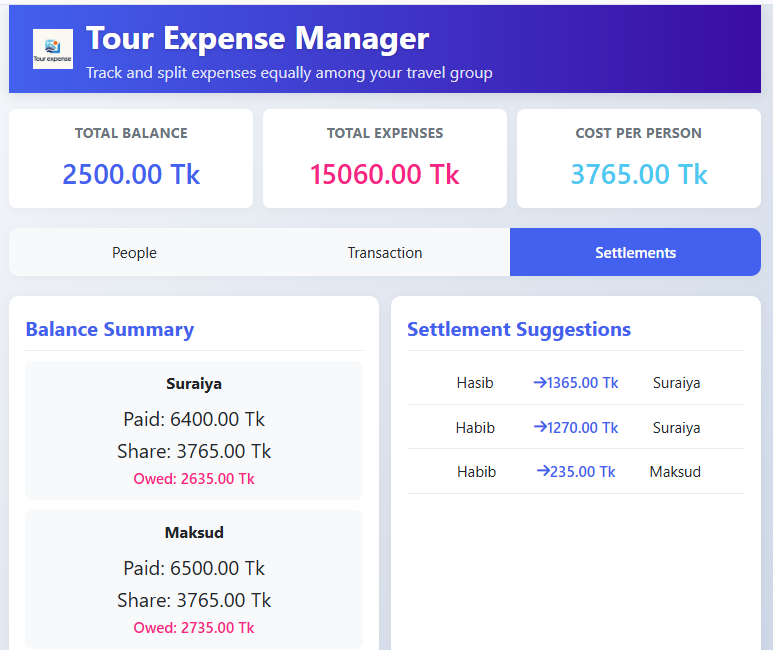 Tour expense
Tour Expense Manager
Track and split expenses equally among your travel group
TOTAL BALANCE
2500.00 Tk
TOTAL EXPENSES
15060.00 Tk
COST PER PERSON
3765.00 Tk
People
Transaction
Settlements
Balance Summary
Suraiya
Paid: 6400.00 Tk
Share: 3765.00 Tk
Owed: 2635.00 Tk
Maksud
Paid: 6500.00 Tk
Share: 3765.00 Tk
Owed: 2735.00 Tk
Settlement Suggestions
Hasib →1365.00 Tk Suraiya
Habib →1270.00 Tk Suraiya
Habib →235.00 Tk Maksud